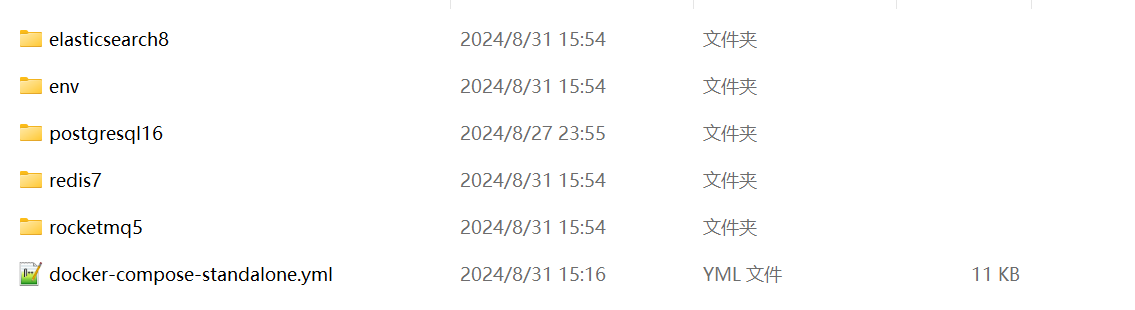 elasticsearch8 2024/8/31 15:54 文件夹
env 2024/8/31 15:54 文件夹
postgresql16 2024/8/27 23:55 文件夹
redis7 2024/8/31 15:54 文件夹
rocketmq5 2024/8/31 15:54 文件夹
docker-compose-standalone.yml 2024/8/31 15:16 YML 文件 11 KB